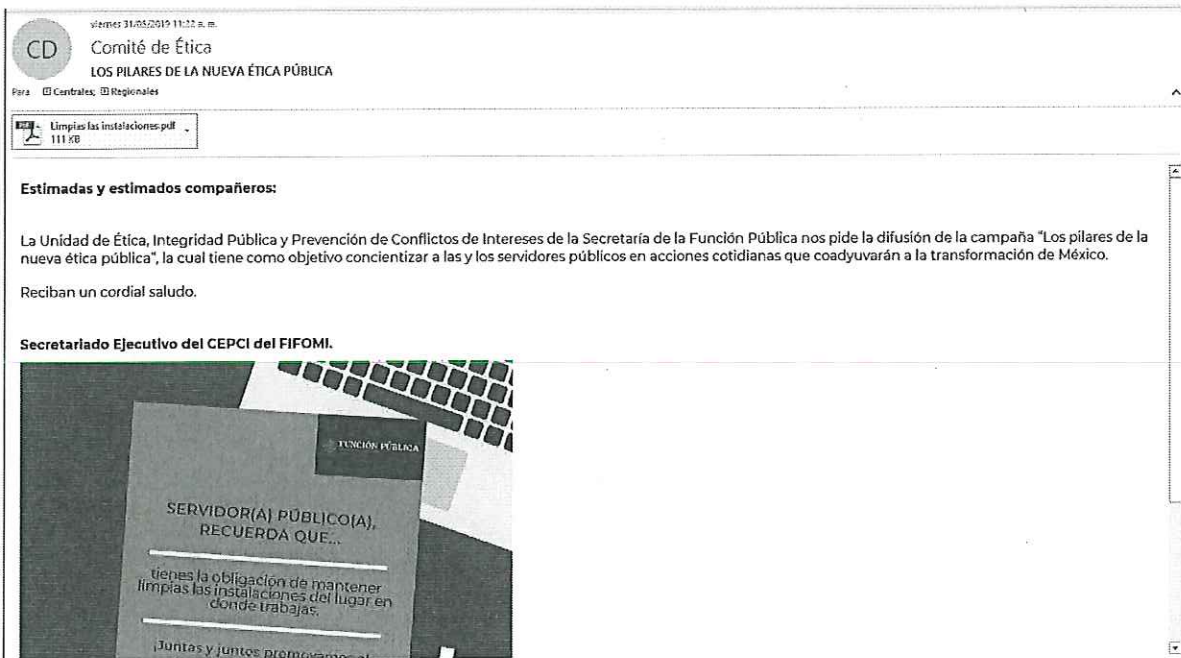 viernes 31/05/2019 11:22 a. m.
CD
Comité de Ética
LOS PILARES DE LA NUEVA ÉTICA PÚBLICA
Para Centrales; Regionales
Limpias las instalaciones.pdf
111 KB
Estimadas y estimados compañeros:
La Unidad de Ética, Integridad Pública y Prevención de Conflictos de Intereses de la Secretaría de la Función Pública nos pide la difusión de la campaña "Los pilares de la
nueva ética pública", la cual tiene como objetivo concientizar a las y los servidores públicos en acciones cotidianas que coadyuvarán a la transformación de México.
Reciban un cordial saludo.
Secretariado Ejecutivo del CEPCI del FIFOMI.
FUNCIÓN PÚBLICA
SERVIDOR(A) PÚBLICO(A),
RECUERDA QUE...
tienes la obligación de mantener
limpias las instalaciones del lugar en
donde trabajas.
¡Juntas y juntos promovamos el